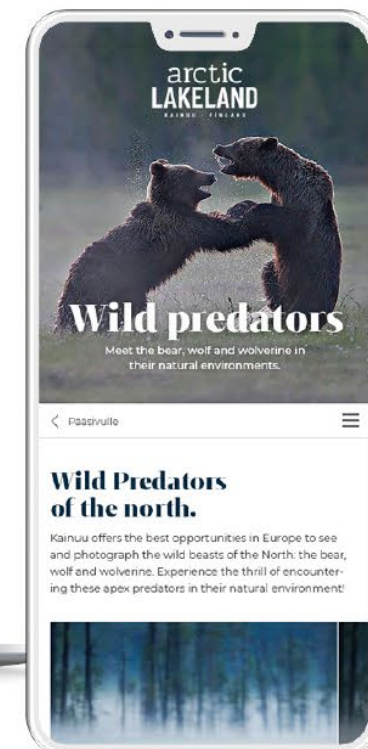 arctic
LAKELAND
KAINUU · FINLAND
Wild predators
Meet the bear, wolf and wolverine in
their natural environments.
Pääsivulle
Wild Predators
of the north.
Kainuu offers the best opportunities in Europe to see
and photograph the wild beasts of the North: the bear,
wolf and wolverine. Experience the thrill of encounter-
ing these apex predators in their natural environment!